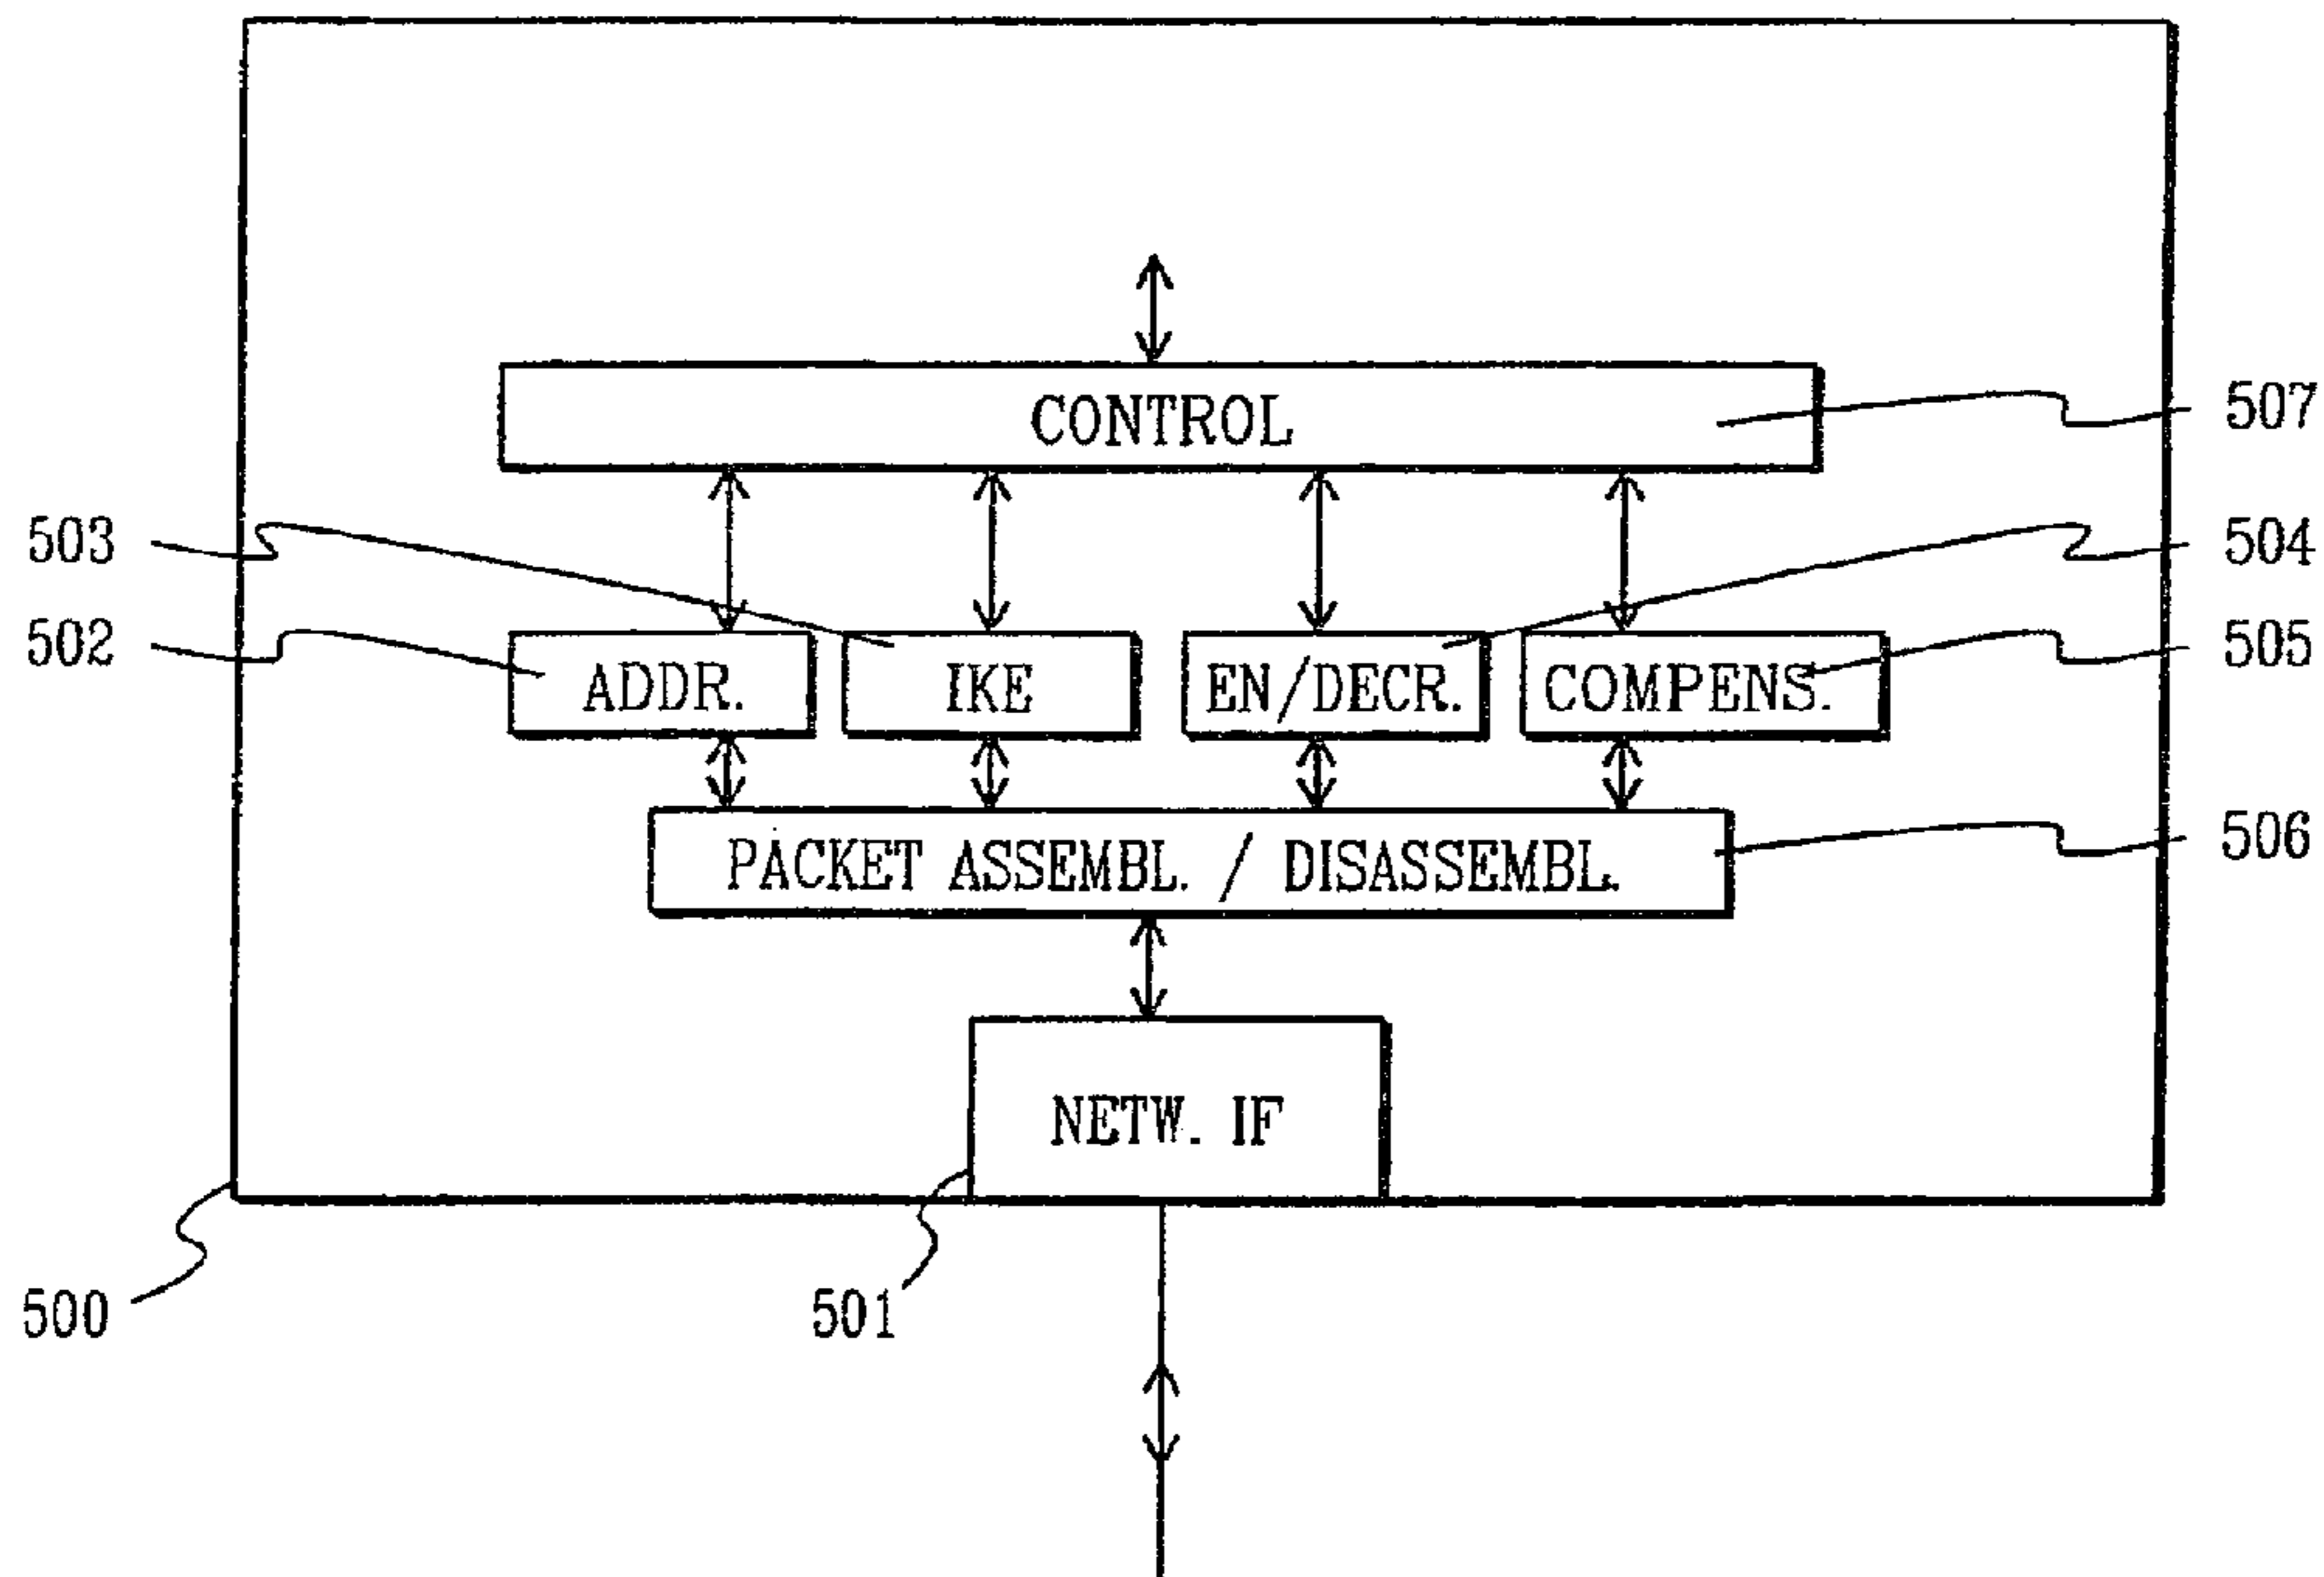 CONTROL
507
503
504
502
505
ADDR.
IKE
EN/DECR.
COMPENS.
PACKET ASSEMBL. / DISASSEMBL.
506
NETW. IF
500
501